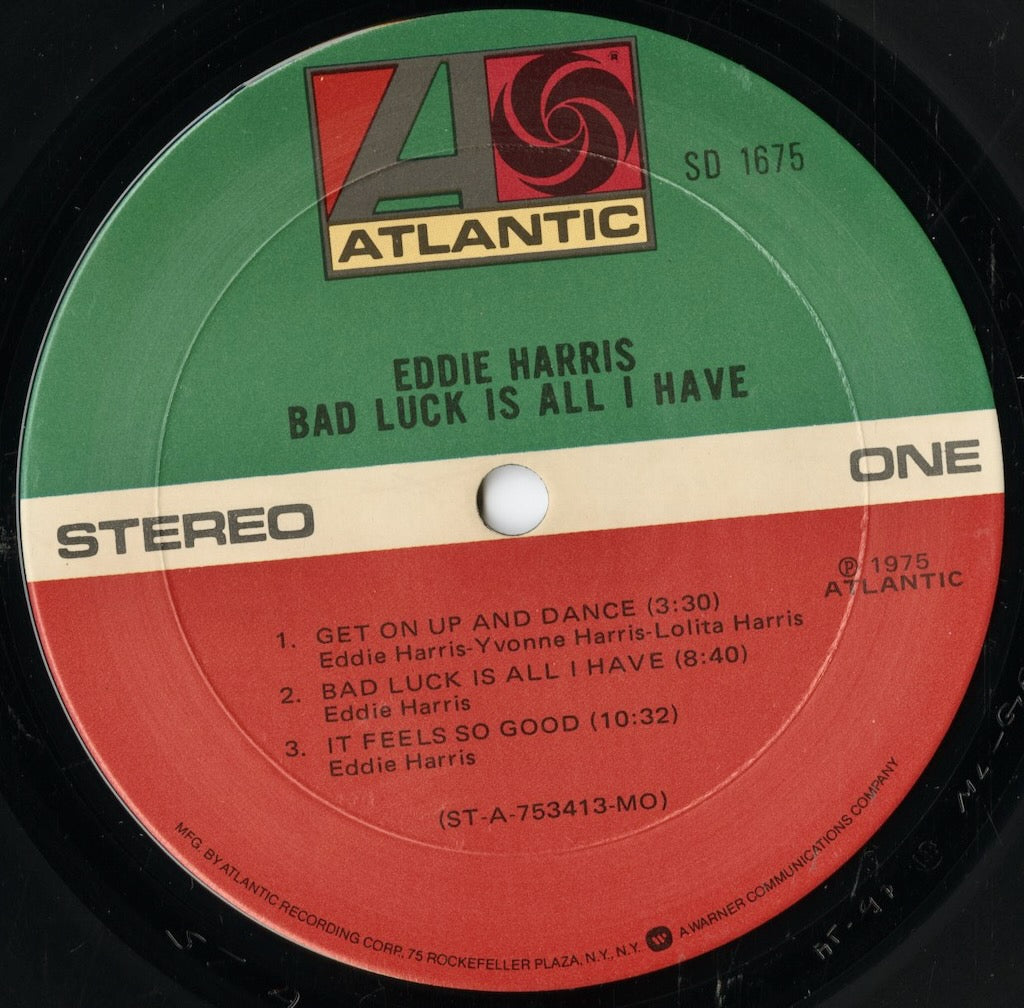 ATLANTIC
®
SD 1675
EDDIE HARRIS
BAD LUCK IS ALL I HAVE
STEREO
ONE
℗ 1975
ATLANTIC
1. GET ON UP AND DANCE (3:30)
Eddie Harris-Yvonne Harris-Lolita Harris
2. BAD LUCK IS ALL I HAVE (8:40)
Eddie Harris
3. IT FEELS SO GOOD (10:32)
Eddie Harris
(ST-A-753413-MO)
MFG. BY ATLANTIC RECORDING CORP., 75 ROCKEFELLER PLAZA, N.Y., N.Y. A WARNER COMMUNICATIONS COMPANY